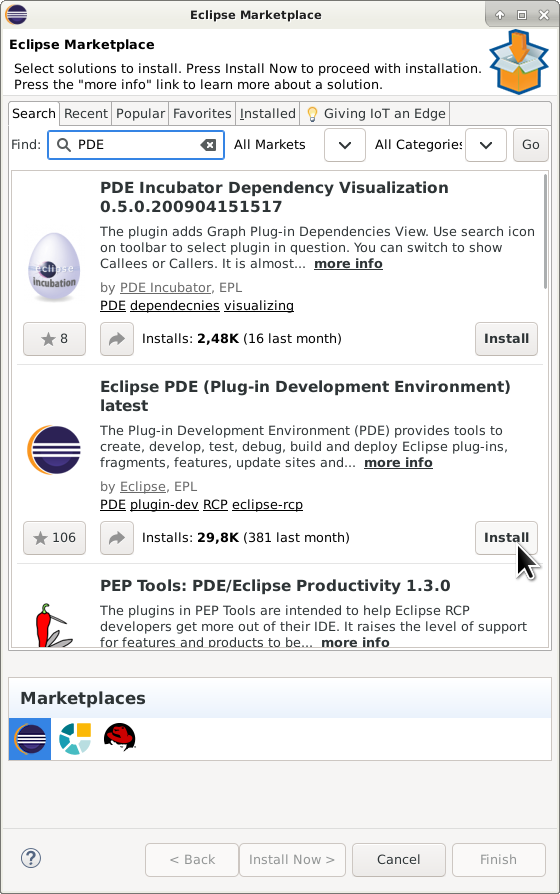 Eclipse Marketplace
Eclipse Marketplace
Select solutions to install. Press Install Now to proceed with installation.
Press the "more info" link to learn more about a solution.
Search Recent Popular Favorites Installed Giving IoT an Edge
Find: PDE All Markets All Categories Go
PDE Incubator Dependency Visualization
0.5.0.200904151517
The plugin adds Graph Plug-in Dependencies View. Use search icon
on toolbar to select plugin in question. You can switch to show
Callees or Callers. It is almost... more info
by PDE Incubator, EPL
PDE dependecnies visualizing
8 Installs: 2,48K (16 last month) Install
Eclipse PDE (Plug-in Development Environment)
latest
The Plug-in Development Environment (PDE) provides tools to
create, develop, test, debug, build and deploy Eclipse plug-ins,
fragments, features, update sites and... more info
by Eclipse, EPL
PDE plugin-dev RCP eclipse-rcp
106 Installs: 29,8K (381 last month) Install
PEP Tools: PDE/Eclipse Productivity 1.3.0
The plugins in PEP Tools are intended to help Eclipse RCP
developers get more out of their IDE. It raises the level of support
for features and products to be... more info
Marketplaces
eclipse
incubation
? < Back Install Now > Cancel Finish